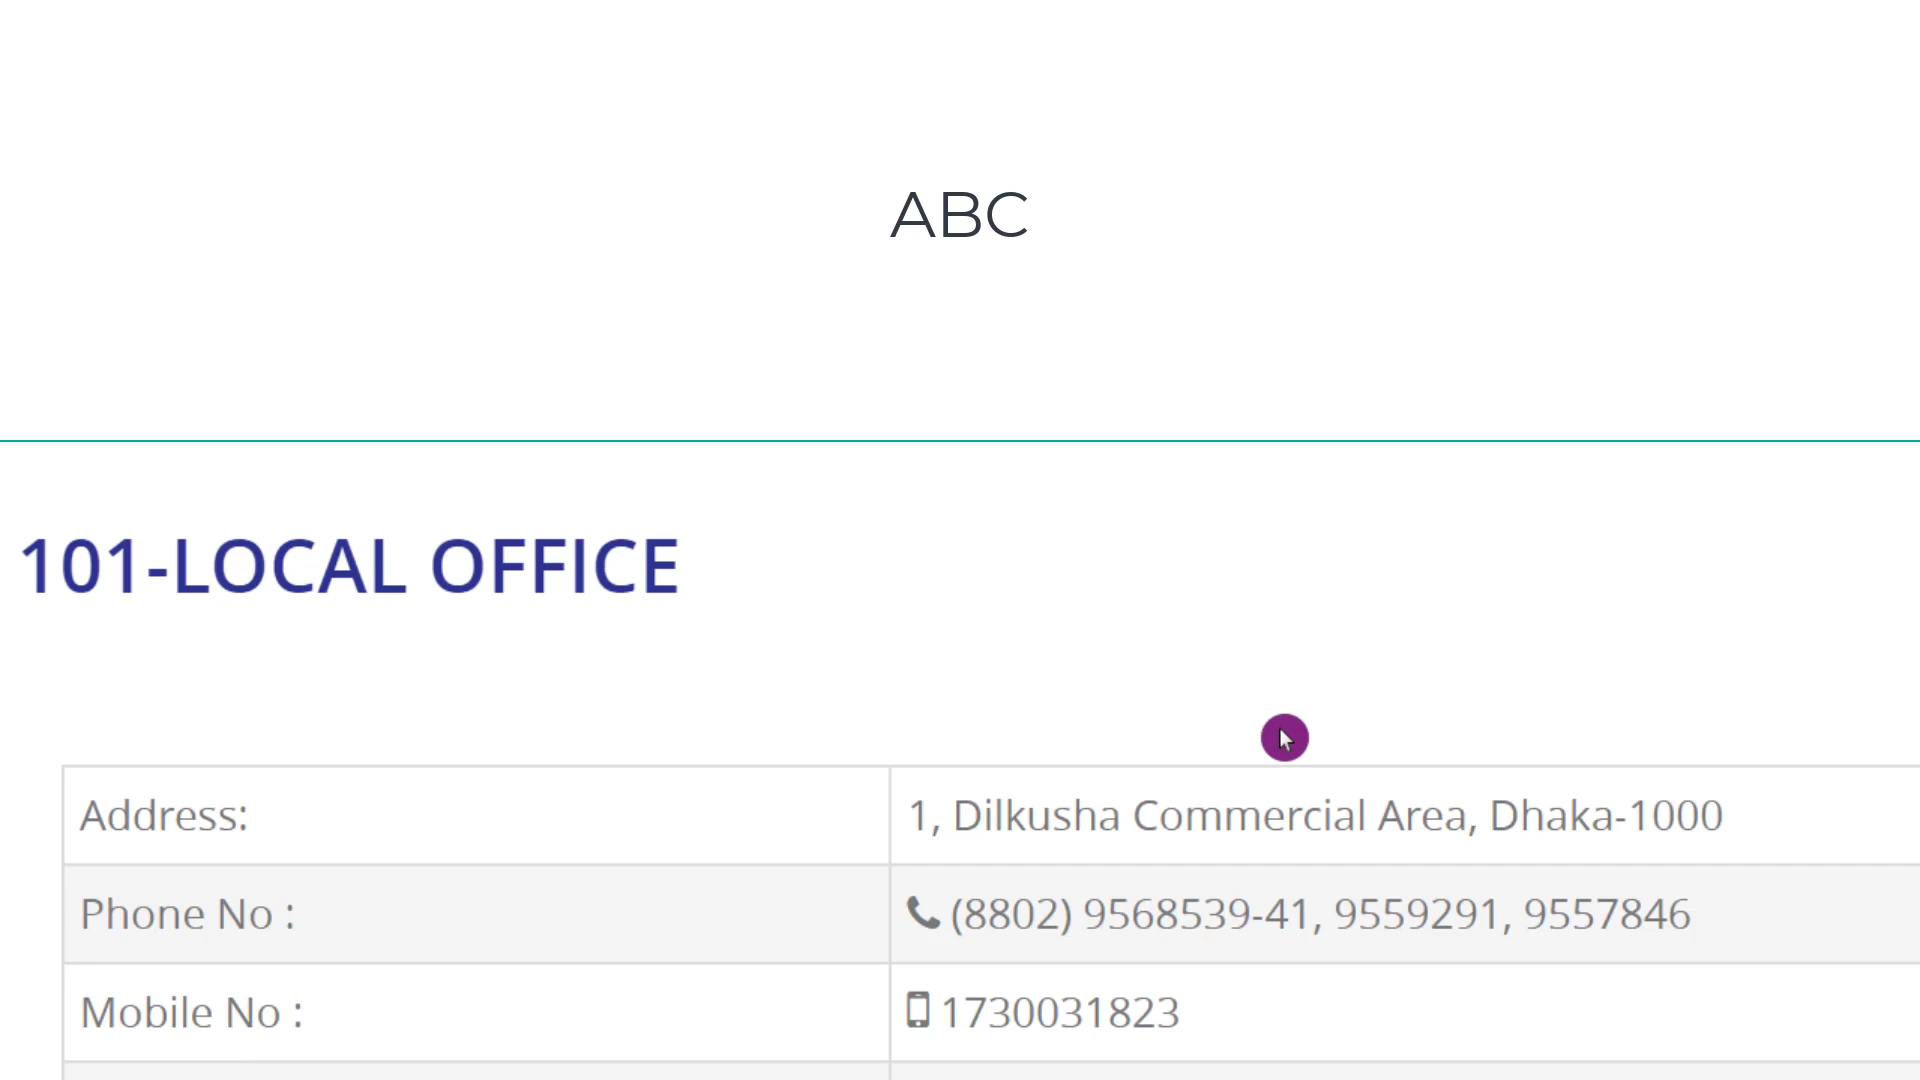 ABC
101-LOCAL OFFICE
Address: 1, Dilkusha Commercial Area, Dhaka-1000
Phone No : (8802) 9568539-41, 9559291, 9557846
Mobile No : 1730031823